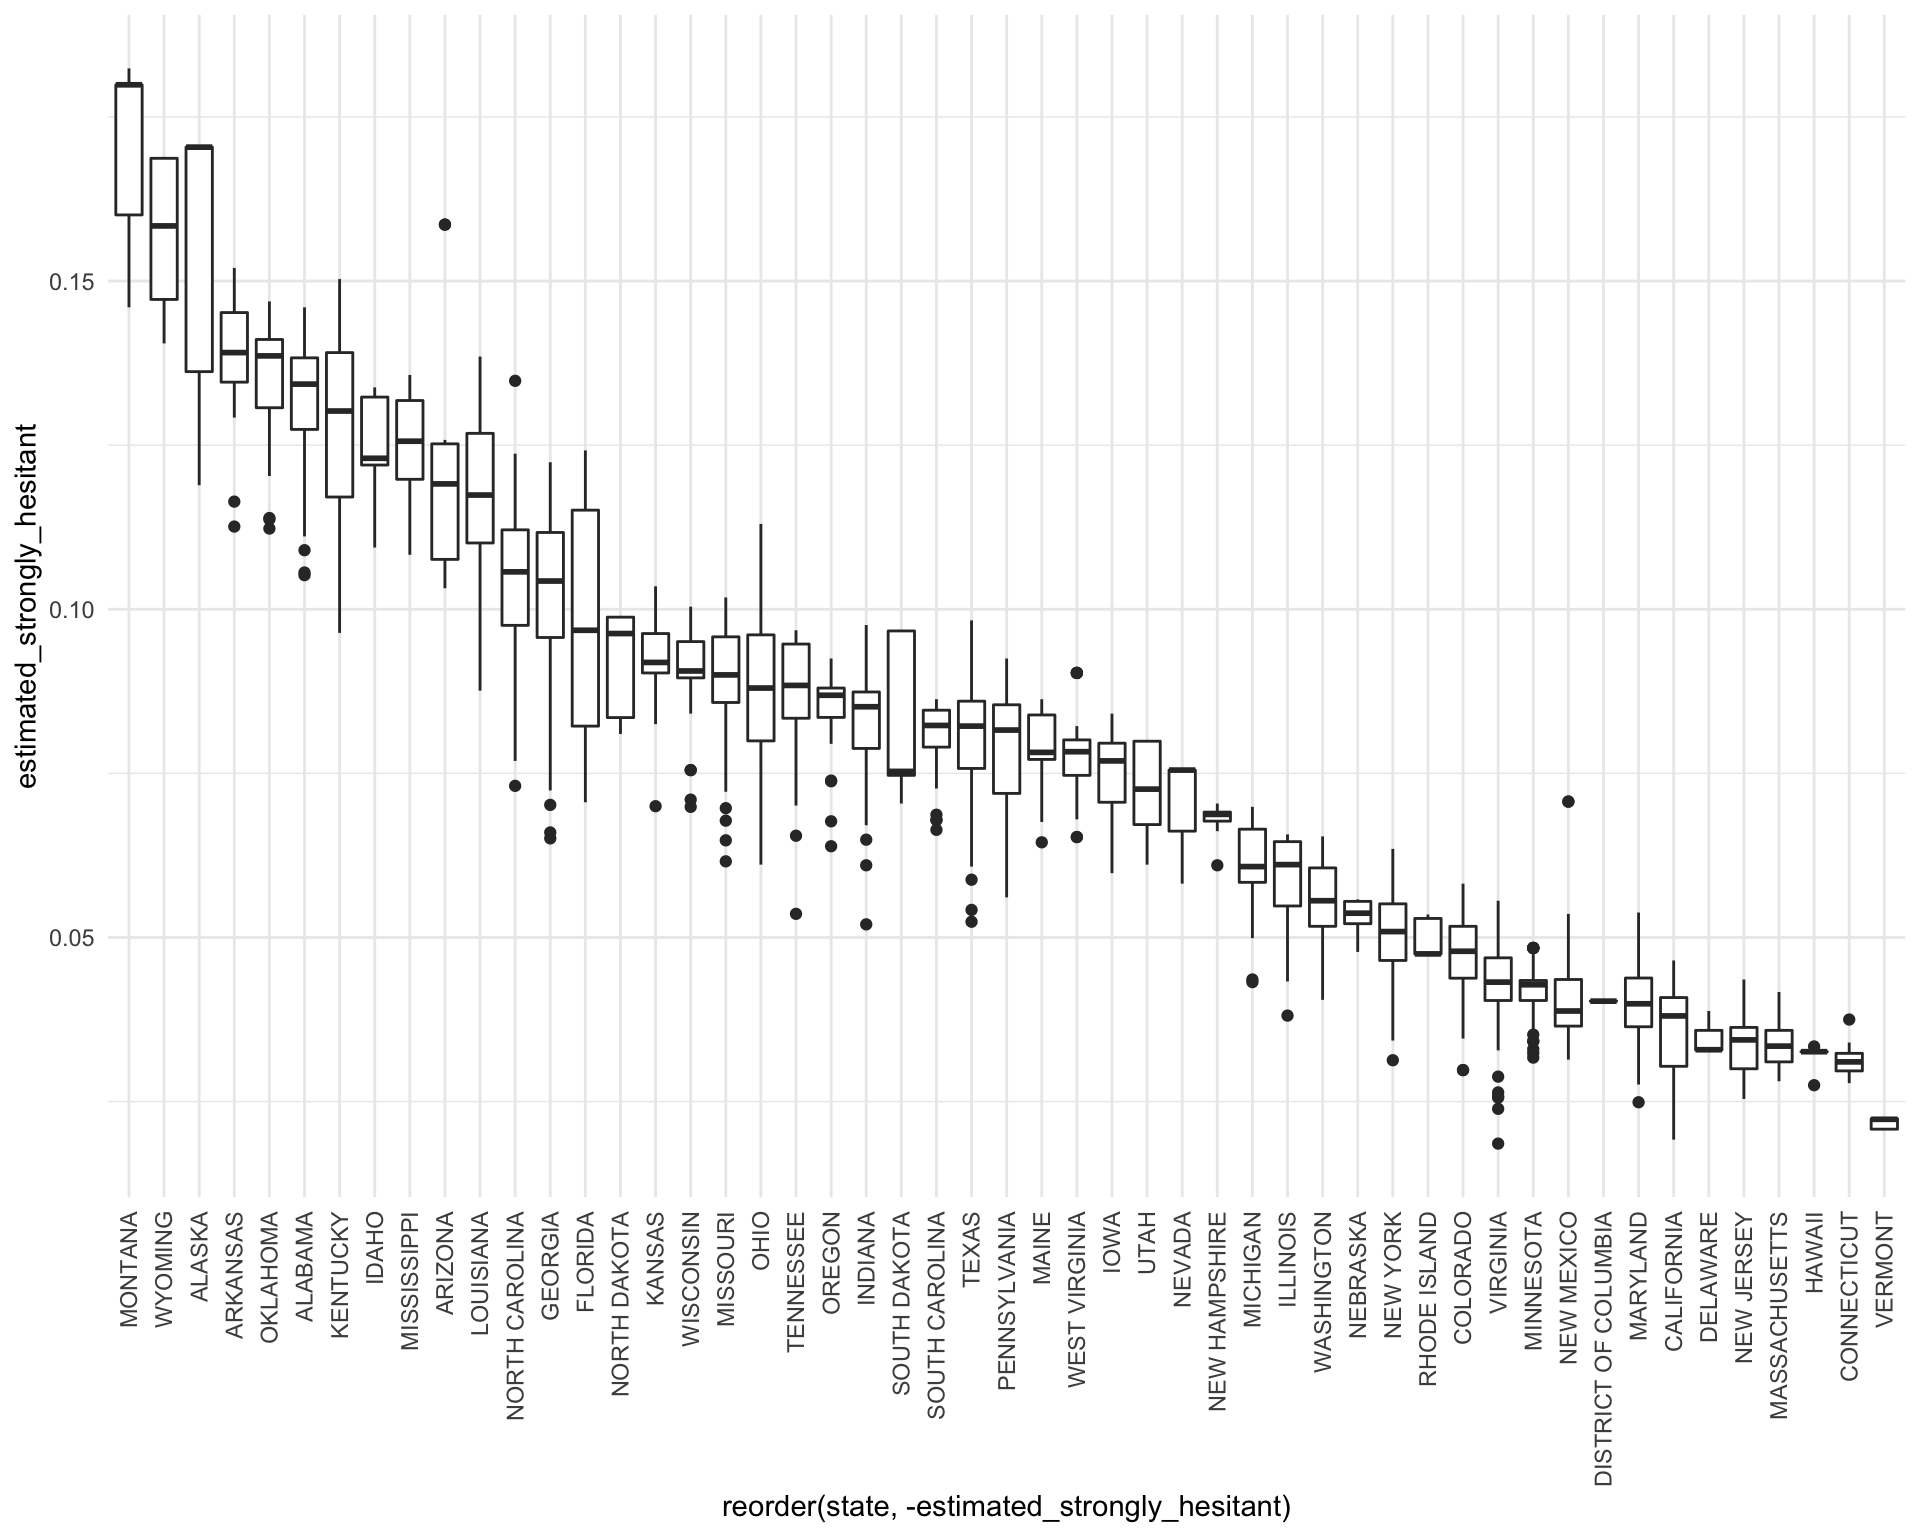 estimated_strongly_hesitant
0.15
0.10
0.05
MONTANA
WYOMING
ALASKA
ARKANSAS
OKLAHOMA
ALABAMA
KENTUCKY
IDAHO
MISSISSIPPI
ARIZONA
LOUISIANA
NORTH CAROLINA
GEORGIA
FLORIDA
NORTH DAKOTA
KANSAS
WISCONSIN
MISSOURI
OHIO
TENNESSEE
OREGON
INDIANA
SOUTH DAKOTA
SOUTH CAROLINA
TEXAS
PENNSYLVANIA
MAINE
WEST VIRGINIA
IOWA
UTAH
NEVADA
NEW HAMPSHIRE
MICHIGAN
ILLINOIS
WASHINGTON
NEBRASKA
NEW YORK
RHODE ISLAND
COLORADO
VIRGINIA
MINNESOTA
NEW MEXICO
DISTRICT OF COLUMBIA
MARYLAND
CALIFORNIA
DELAWARE
NEW JERSEY
MASSACHUSETTS
HAWAII
CONNECTICUT
VERMONT
reorder(state, -estimated_strongly_hesitant)